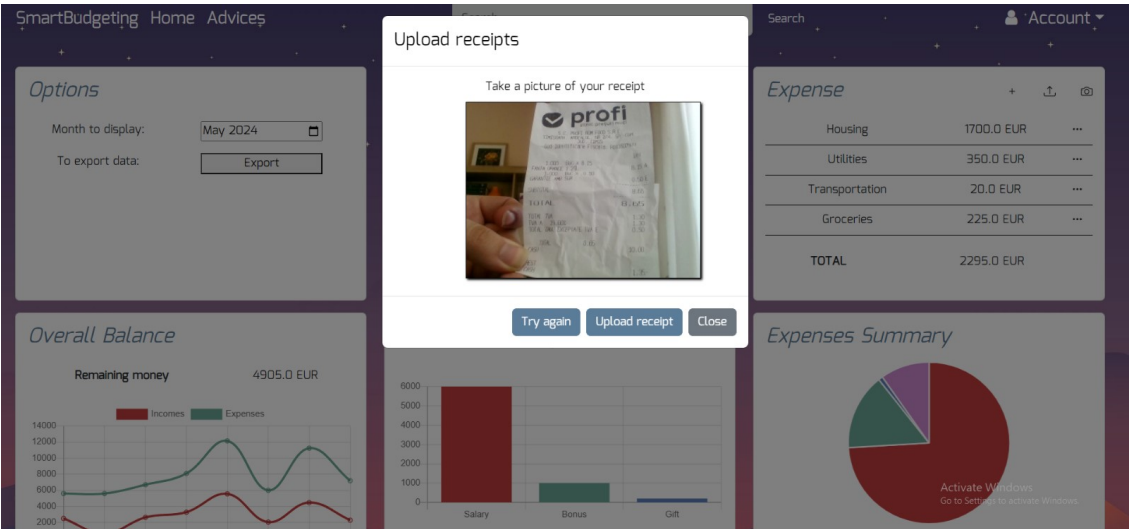 SmartBudgeting Home Advices
Search
Account
Upload receipts
Take a picture of your receipt
profi
TOTAL
Try again
Upload receipt
Close
Options
Month to display:
May 2024
To export data:
Export
Expense
+
Housing 1700.0 EUR ...
Utilities 350.0 EUR ...
Transportation 20.0 EUR ...
Groceries 225.0 EUR ...
TOTAL 2295.0 EUR
Overall Balance
Remaining money 4905.0 EUR
Incomes Expenses
14000
12000
10000
8000
6000
4000
2000
6000
5000
4000
3000
2000
1000
0
Salary Bonus Gift
Expenses Summary
Activate Windows
Go to Settings to activate Windows.